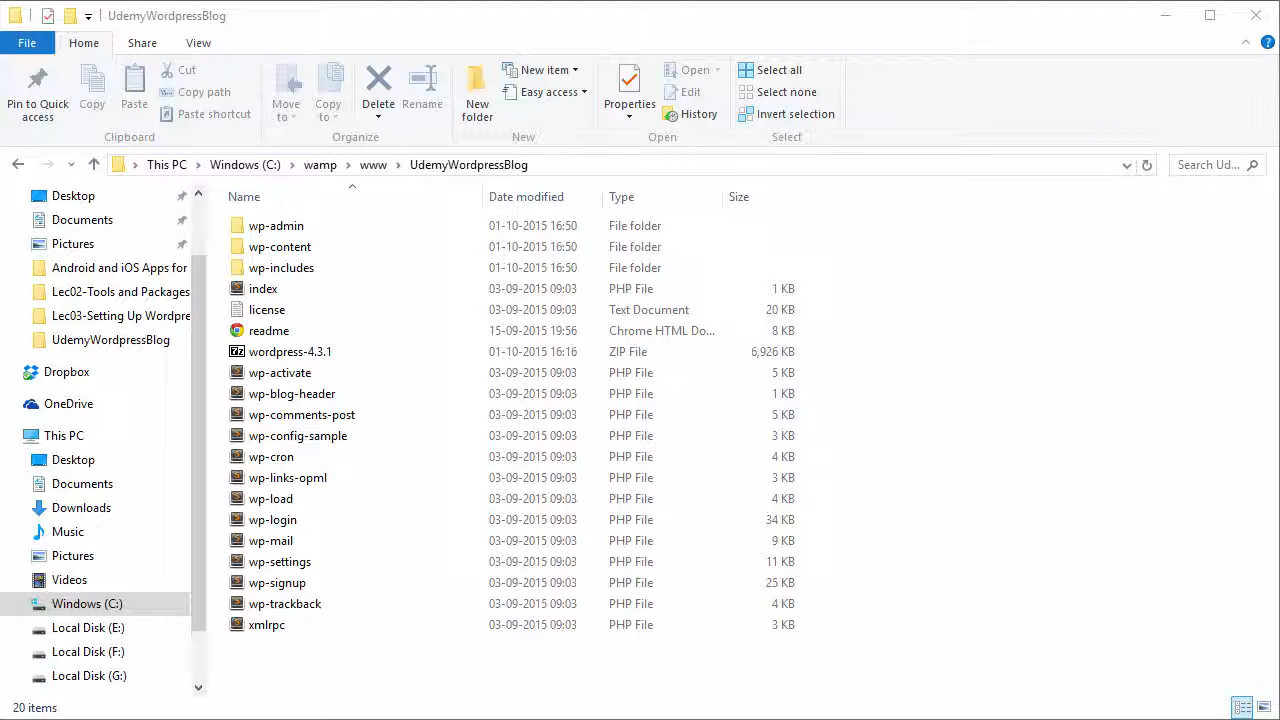 UdemyWordpressBlog
File Home Share View
Pin to Quick access
Copy
Paste
Cut
Copy path
Paste shortcut
Clipboard
Move to
Copy to
Delete
Rename
Organize
New folder
New item
Easy access
New
Properties
Open
Edit
History
Open
Select all
Select none
Invert selection
Select
This PC > Windows (C:) > wamp > www > UdemyWordpressBlog
Search Ud...
Desktop
Documents
Pictures
Android and iOS Apps for
Lec02-Tools and Packages
Lec03-Setting Up Wordpre
UdemyWordpressBlog
Dropbox
OneDrive
This PC
Desktop
Documents
Downloads
Music
Pictures
Videos
Windows (C:)
Local Disk (E:)
Local Disk (F:)
Local Disk (G:)
Name Date modified Type Size
wp-admin 01-10-2015 16:50 File folder
wp-content 01-10-2015 16:50 File folder
wp-includes 01-10-2015 16:50 File folder
index 03-09-2015 09:03 PHP File 1 KB
license 03-09-2015 09:03 Text Document 20 KB
readme 15-09-2015 19:56 Chrome HTML Do... 8 KB
wordpress-4.3.1 01-10-2015 16:16 ZIP File 6,926 KB
wp-activate 03-09-2015 09:03 PHP File 5 KB
wp-blog-header 03-09-2015 09:03 PHP File 1 KB
wp-comments-post 03-09-2015 09:03 PHP File 5 KB
wp-config-sample 03-09-2015 09:03 PHP File 3 KB
wp-cron 03-09-2015 09:03 PHP File 4 KB
wp-links-opml 03-09-2015 09:03 PHP File 3 KB
wp-load 03-09-2015 09:03 PHP File 4 KB
wp-login 03-09-2015 09:03 PHP File 34 KB
wp-mail 03-09-2015 09:03 PHP File 9 KB
wp-settings 03-09-2015 09:03 PHP File 11 KB
wp-signup 03-09-2015 09:03 PHP File 25 KB
wp-trackback 03-09-2015 09:03 PHP File 4 KB
xmlrpc 03-09-2015 09:03 PHP File 3 KB
20 items